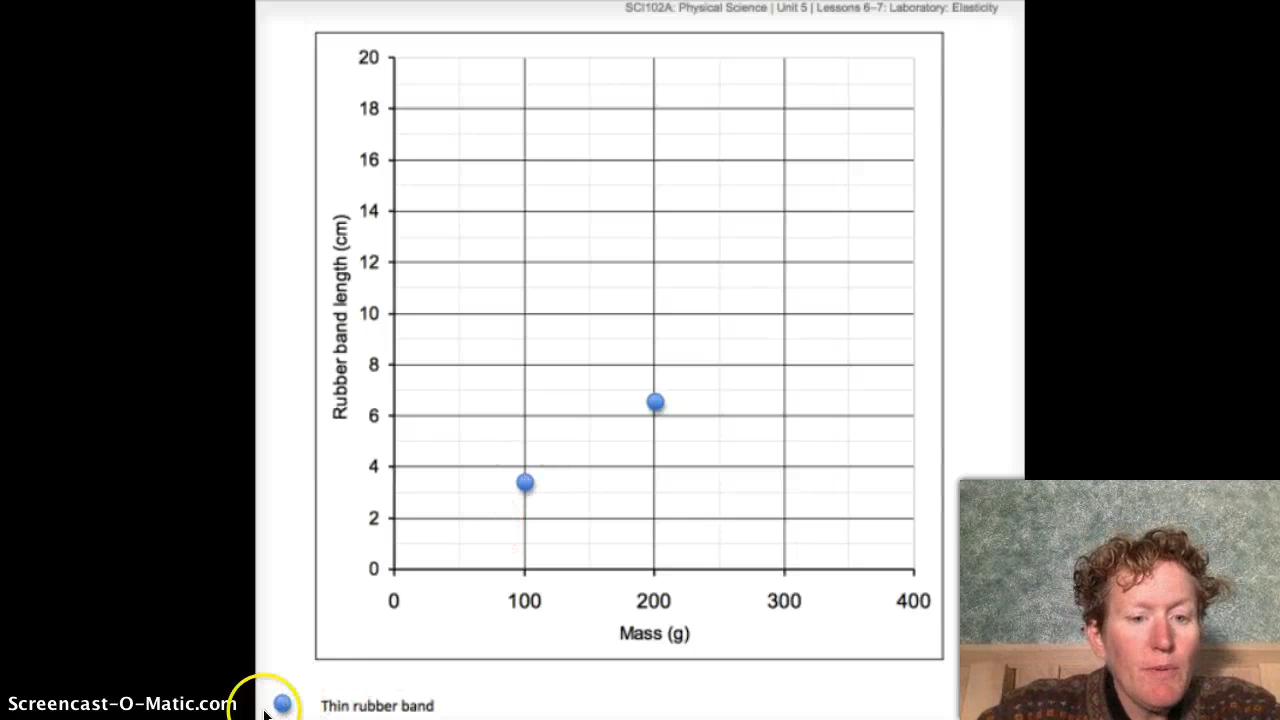 SCI102A: Physical Science | Unit 5 | Lessons 6–7: Laboratory: Elasticity
20
18
16
14
12
10
8
6
4
2
0
Rubber band length (cm)
0 100 200 300 400
Mass (g)
Thin rubber band
Screencast-O-Matic.com